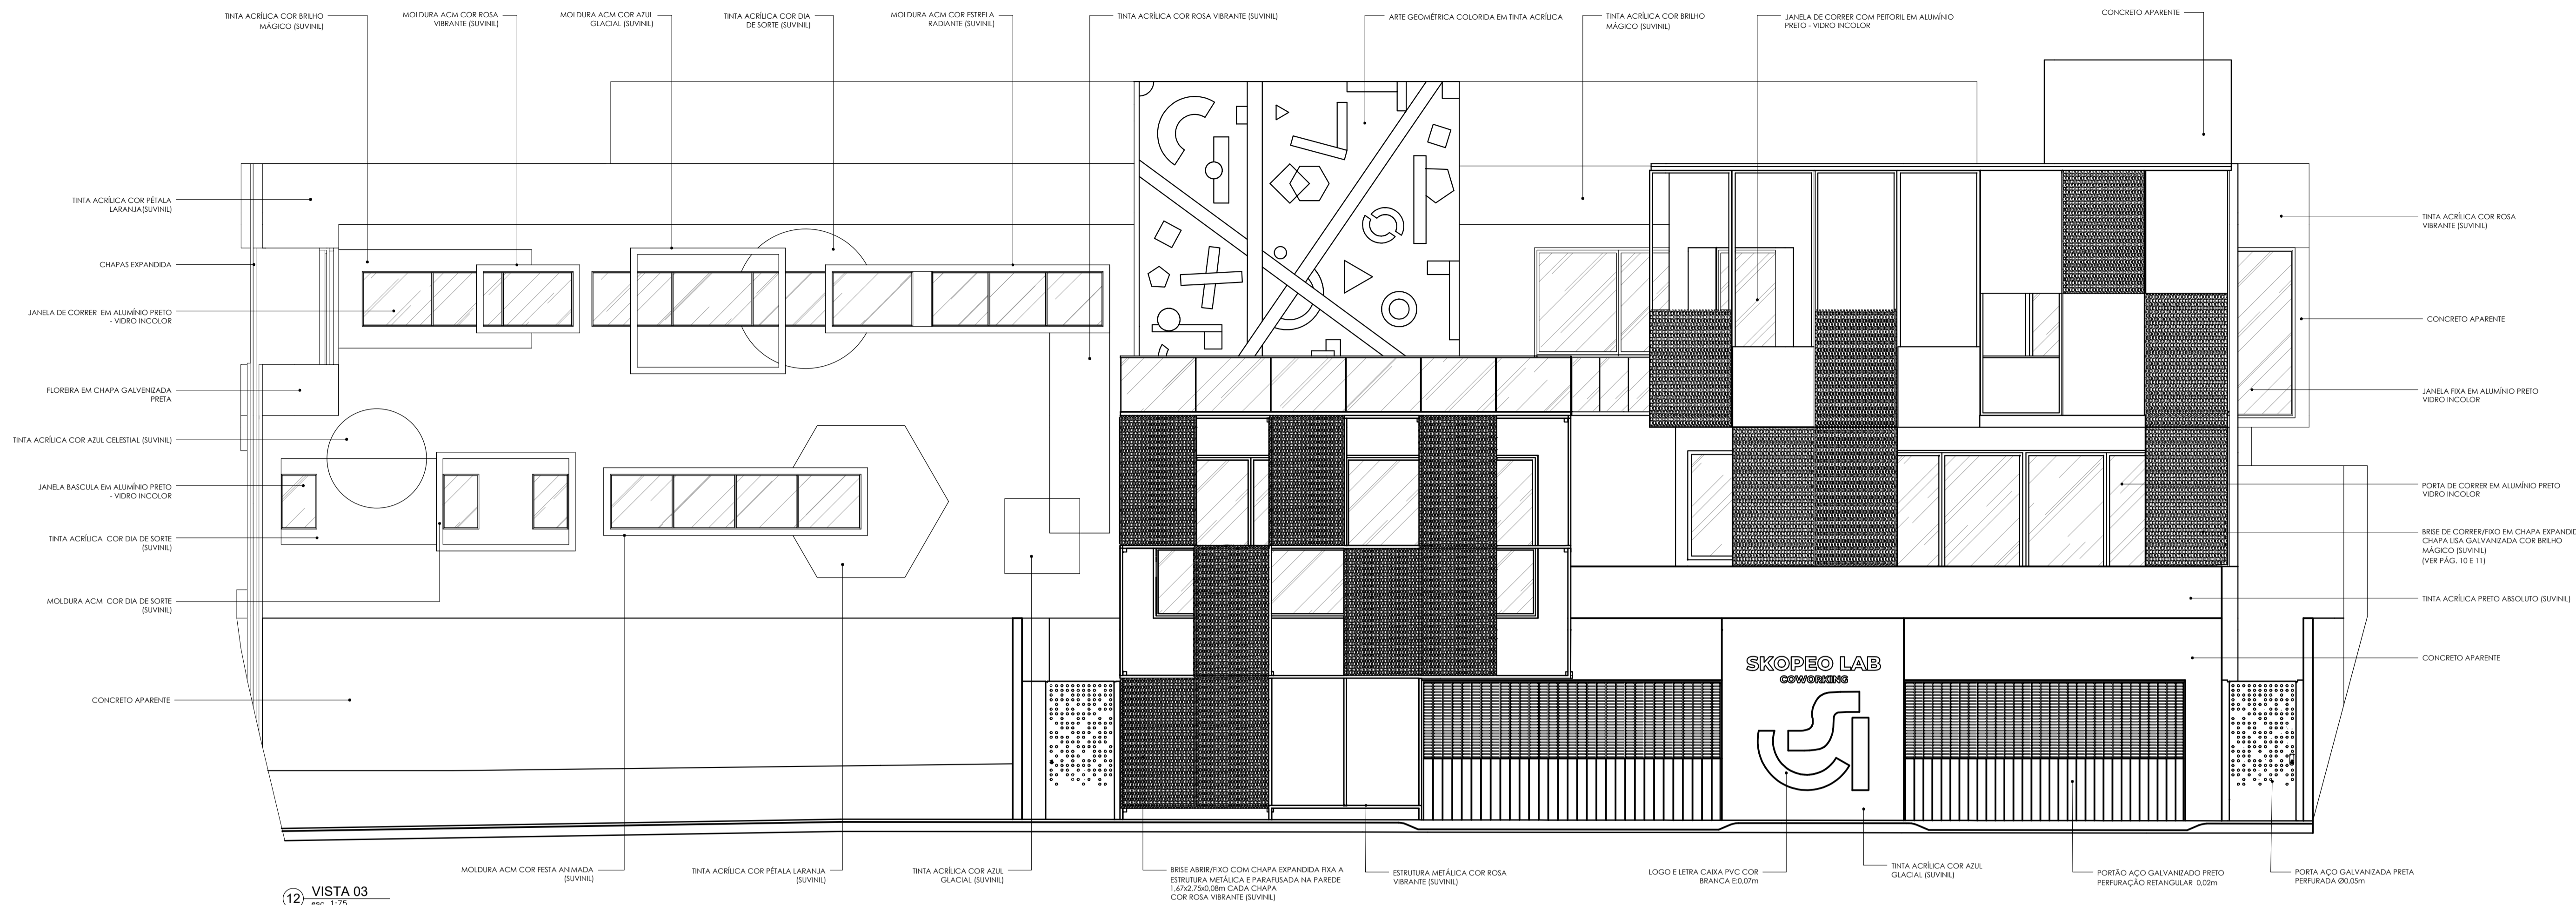 TINTA ACRÍLICA COR BRILHO
MÁGICO (SUVINIL)
MOLDURA ACM COR ROSA
VIBRANTE (SUVINIL)
MOLDURA ACM COR AZUL
GLACIAL (SUVINIL)
TINTA ACRÍLICA COR DIA
DE SORTE (SUVINIL)
MOLDURA ACM COR ESTRELA
RADIANTE (SUVINIL)
TINTA ACRÍLICA COR ROSA VIBRANTE (SUVINIL)
ARTE GEOMÉTRICA COLORIDA EM TINTA ACRÍLICA
TINTA ACRÍLICA COR BRILHO
MÁGICO (SUVINIL)
JANELA DE CORRER COM PEITORIL EM ALUMÍNIO
PRETO - VIDRO INCOLOR
CONCRETO APARENTE
TINTA ACRÍLICA COR PÉTALA
LARANJA(SUVINIL)
CHAPAS EXPANDIDA
JANELA DE CORRER EM ALUMÍNIO PRETO
- VIDRO INCOLOR
FLOREIRA EM CHAPA GALVENIZADA
PRETA
TINTA ACRÍLICA COR AZUL CELESTIAL (SUVINIL)
JANELA BASCULA EM ALUMÍNIO PRETO
- VIDRO INCOLOR
TINTA ACRÍLICA COR DIA DE SORTE
(SUVINIL)
MOLDURA ACM COR DIA DE SORTE
(SUVINIL)
CONCRETO APARENTE
TINTA ACRÍLICA COR ROSA
VIBRANTE (SUVINIL)
CONCRETO APARENTE
JANELA FIXA EM ALUMÍNIO PRETO
VIDRO INCOLOR
PORTA DE CORRER EM ALUMÍNIO PRETO
VIDRO INCOLOR
BRISE DE CORRER/FIXO EM CHAPA EXPANDID
CHAPA LISA GALVANIZADA COR BRILHO
MÁGICO (SUVINIL)
(VER PÁG. 10 E 11)
TINTA ACRÍLICA PRETO ABSOLUTO (SUVINIL)
CONCRETO APARENTE
SKOPEO LAB
COWORKING
MOLDURA ACM COR FESTA ANIMADA
(SUVINIL)
TINTA ACRÍLICA COR PÉTALA LARANJA
(SUVINIL)
TINTA ACRÍLICA COR AZUL
GLACIAL (SUVINIL)
BRISE ABRIR/FIXO COM CHAPA EXPANDIDA FIXA A
ESTRUTURA METÁLICA E PARAFUSADA NA PAREDE
1,67x2,75x0,08m CADA CHAPA
COR ROSA VIBRANTE (SUVINIL)
ESTRUTURA METÁLICA COR ROSA
VIBRANTE (SUVINIL)
LOGO E LETRA CAIXA PVC COR
BRANCA E:0,07m
TINTA ACRÍLICA COR AZUL
GLACIAL (SUVINIL)
PORTÃO AÇO GALVANIZADO PRETO
PERFURAÇÃO RETANGULAR 0,02m
PORTA AÇO GALVANIZADA PRETA
PERFURADA Ø0,05m
12 VISTA 03
esc. 1:75